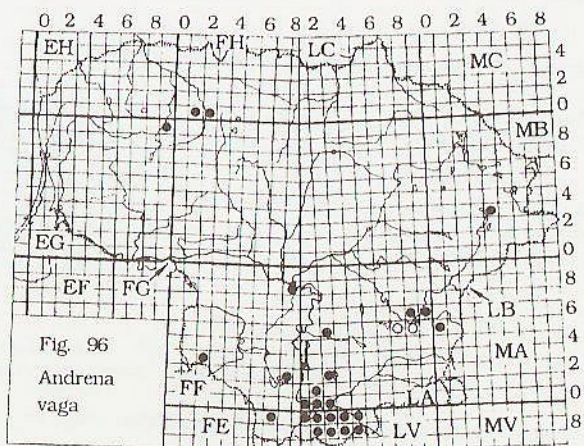 0 2 4 6 8 0 2 4 6 8 2 4 6 8 0 2 4 6 8
EH FH LC MC
4
2
0
MB
8
6
4
2
EG
0
EF FG LB
8
6
Fig. 96 MA
4
Andrena
2
vaga FF LA
0
FE LV MV
8